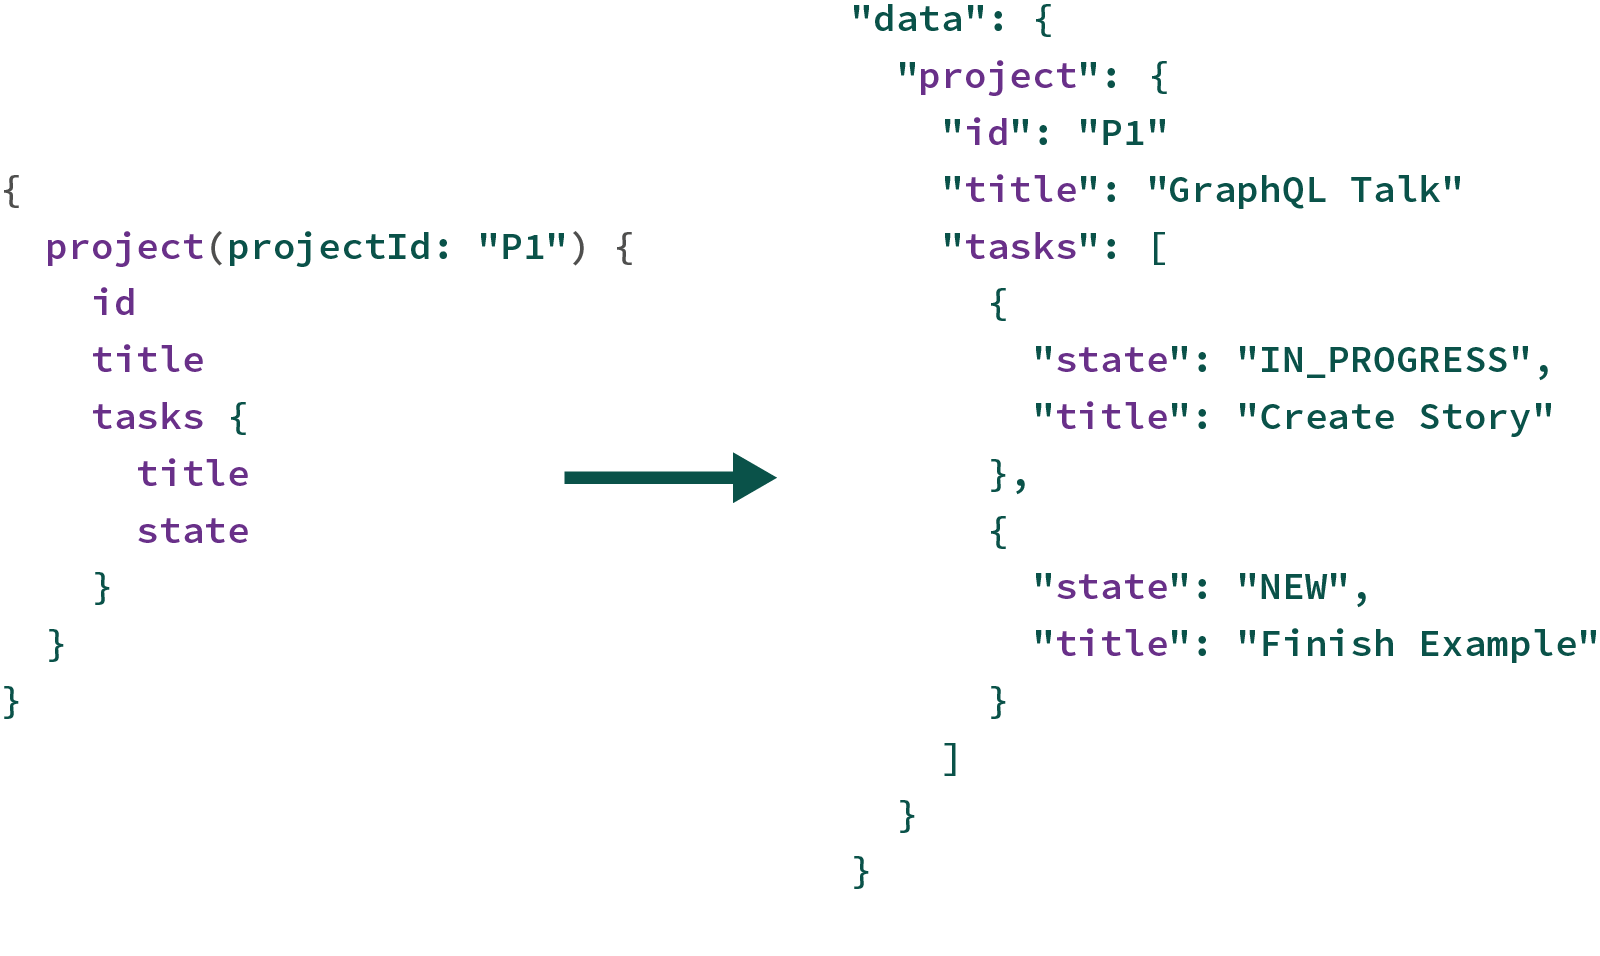 {
  project(projectId: "P1") {
    id
    title
    tasks {
      title
      state
    }
  }
}
"data": {
  "project": {
    "id": "P1"
    "title": "GraphQL Talk"
    "tasks": [
      {
        "state": "IN_PROGRESS",
        "title": "Create Story"
      },
      {
        "state": "NEW",
        "title": "Finish Example"
      }
    ]
  }
}